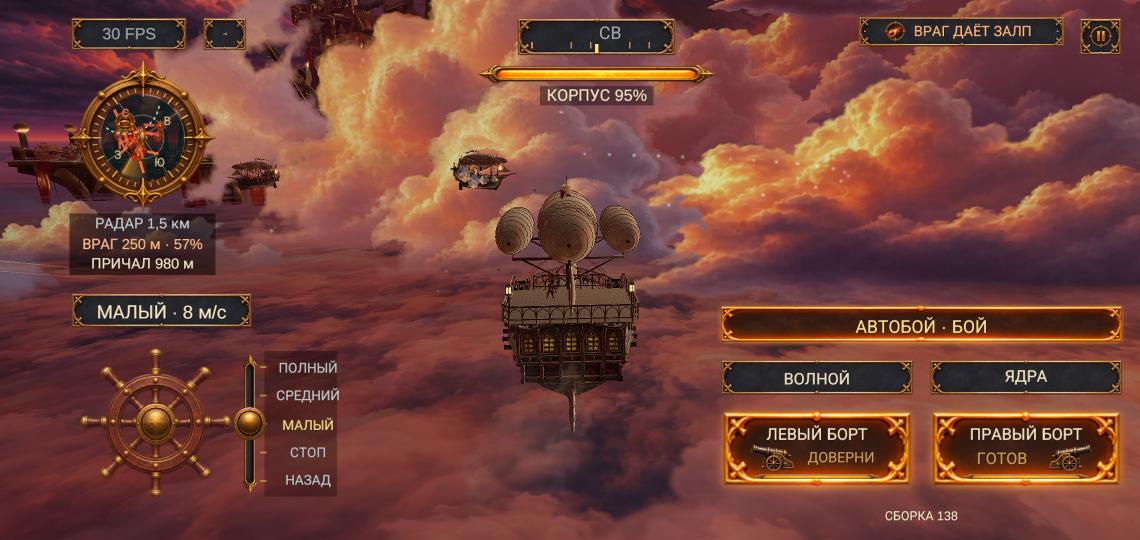 30 FPS
СВ
ВРАГ ДАЁТ ЗАЛП
КОРПУС 95%
В
З
Ю
РАДАР 1,5 км
ВРАГ 250 м · 57%
ПРИЧАЛ 980 м
МАЛЫЙ · 8 м/с
ПОЛНЫЙ
СРЕДНИЙ
МАЛЫЙ
СТОП
НАЗАД
АВТОБОЙ · БОЙ
ВОЛНОЙ
ЯДРА
ЛЕВЫЙ БОРТ
ДОВЕРНИ
ПРАВЫЙ БОРТ
ГОТОВ
СБОРКА 138